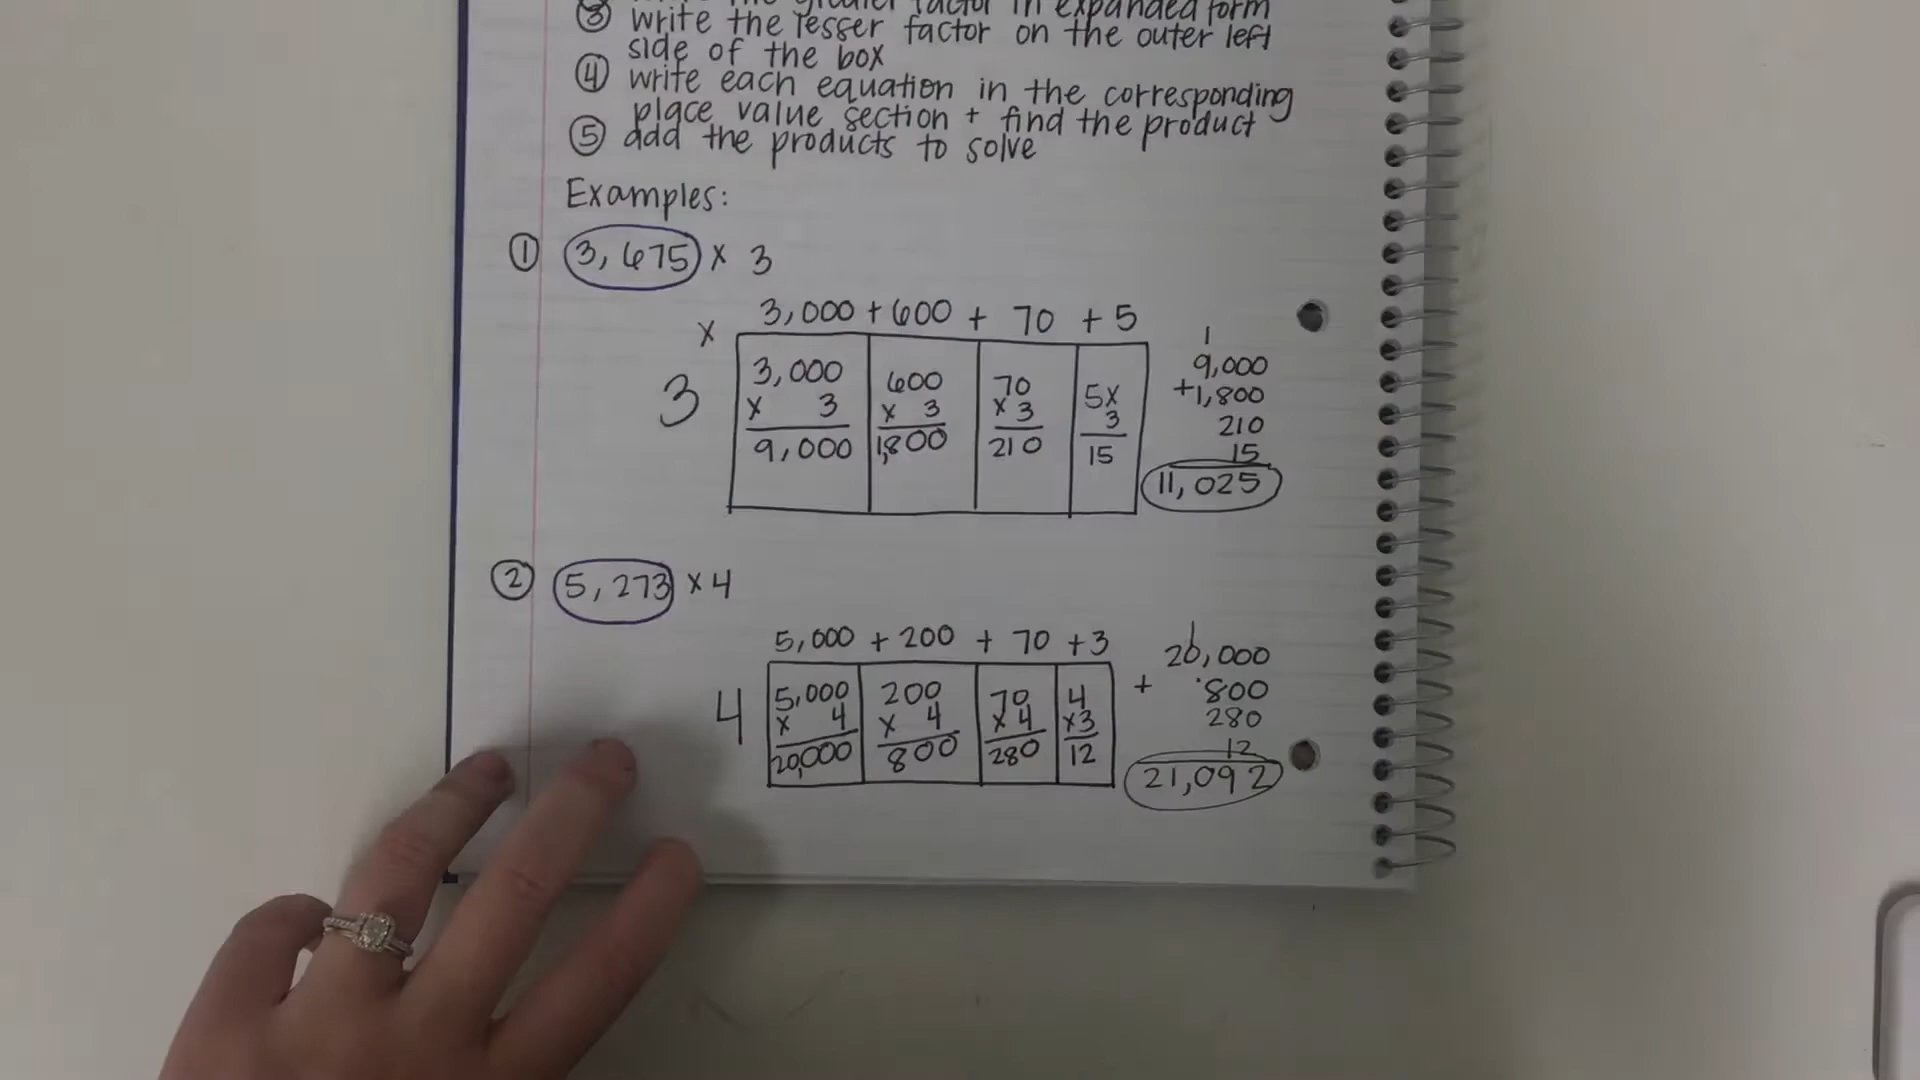 ③ write the lesser factor on the outer left
side of the box
④ write each equation in the corresponding
place value section + find the product
⑤ add the products to solve
Examples:
① 3,675 x 3
3,000 + 600 + 70 + 5
x
3
3,000
x 3
9,000
600
x 3
1,800
70
x 3
210
5x
3
15
1
9,000
+1,800
210
15
11,025
② 5,273 x 4
5,000 + 200 + 70 + 3
4
5,000
x 4
20,000
200
x 4
800
70
x 4
280
4
x3
12
1
20,000
+ 800
280
12
21,092